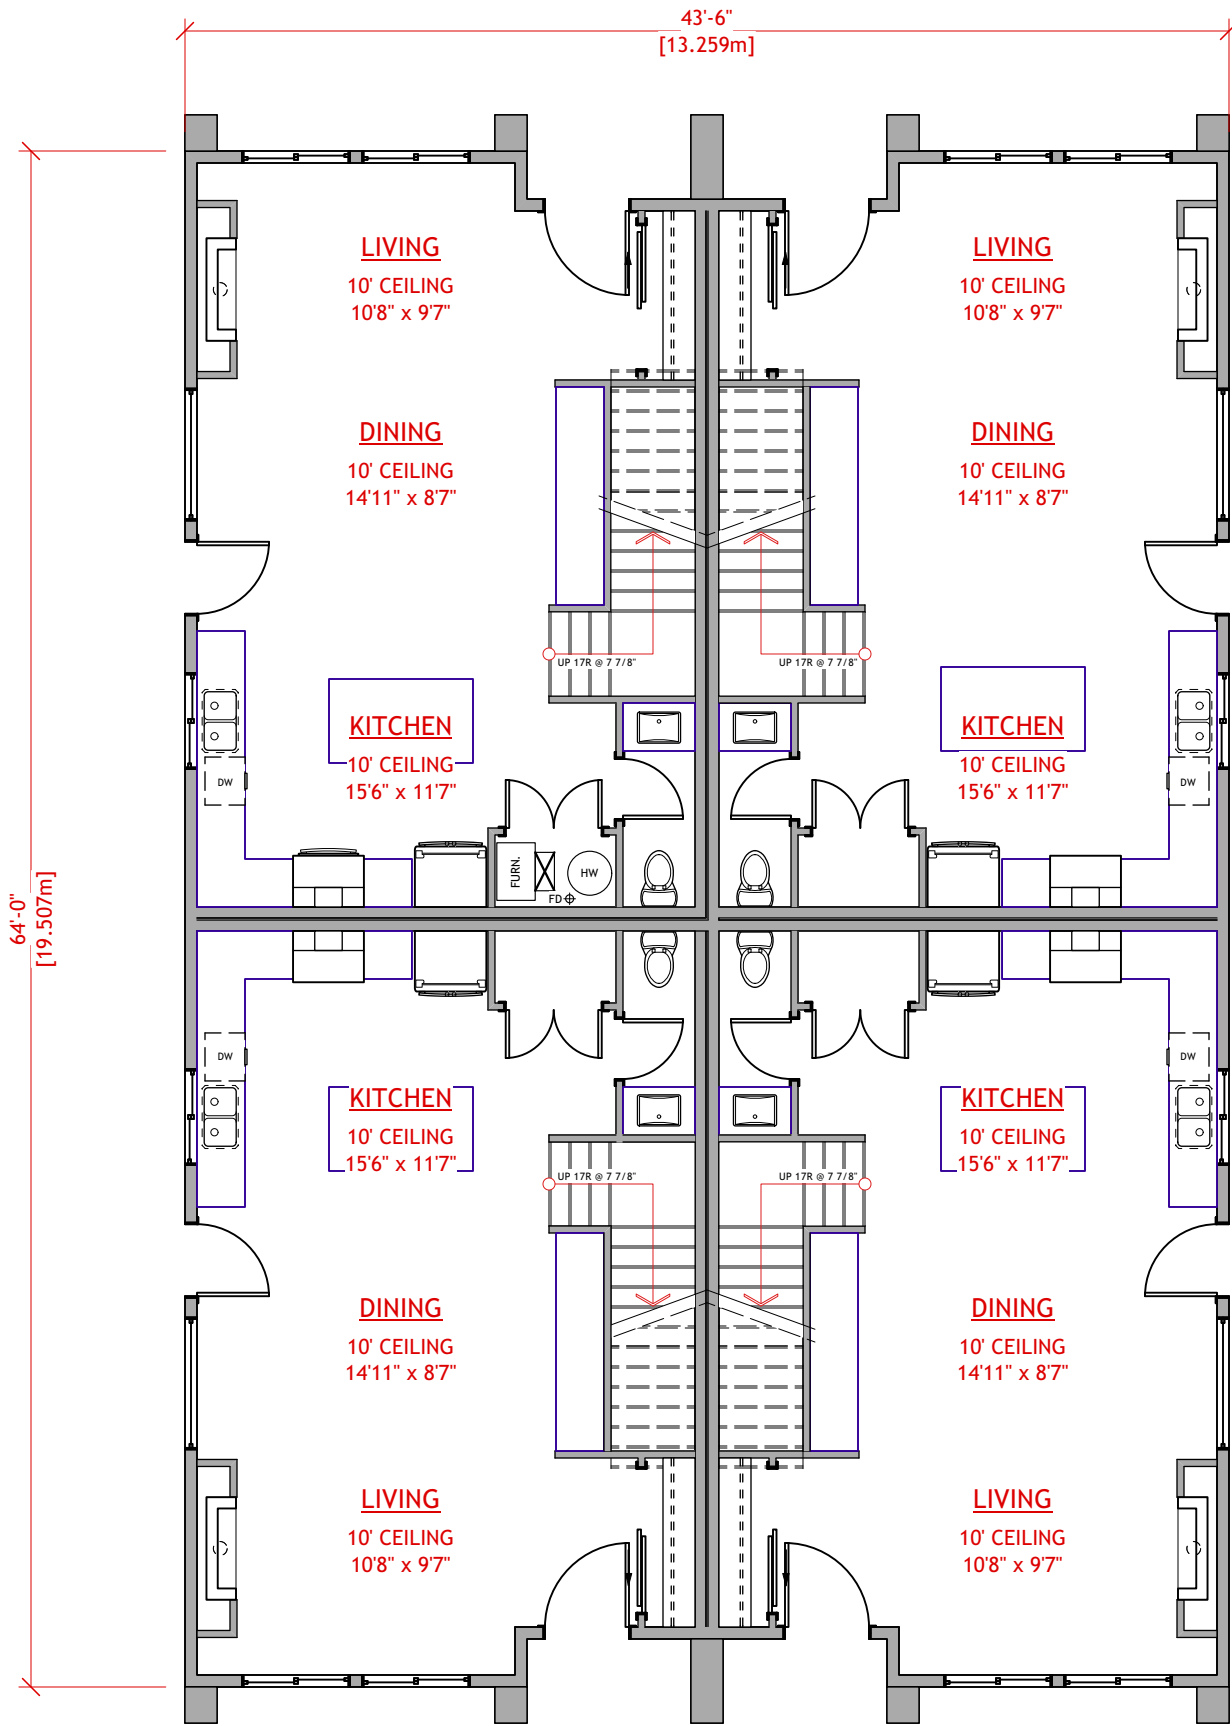 43'-6"
[13.259m]
LIVING
10' CEILING
10'8" x 9'7"
LIVING
10' CEILING
10'8" x 9'7"
DINING
10' CEILING
14'11" x 8'7"
DINING
10' CEILING
14'11" x 8'7"
UP 17R @ 7 7/8"
UP 17R @ 7 7/8"
KITCHEN
10' CEILING
15'6" x 11'7"
KITCHEN
10' CEILING
15'6" x 11'7"
DW
DW
FURN.
HW
FD
64'-0"
[19.507m]
DW
DW
KITCHEN
10' CEILING
15'6" x 11'7"
KITCHEN
10' CEILING
15'6" x 11'7"
UP 17R @ 7 7/8"
UP 17R @ 7 7/8"
DINING
10' CEILING
14'11" x 8'7"
DINING
10' CEILING
14'11" x 8'7"
LIVING
10' CEILING
10'8" x 9'7"
LIVING
10' CEILING
10'8" x 9'7"